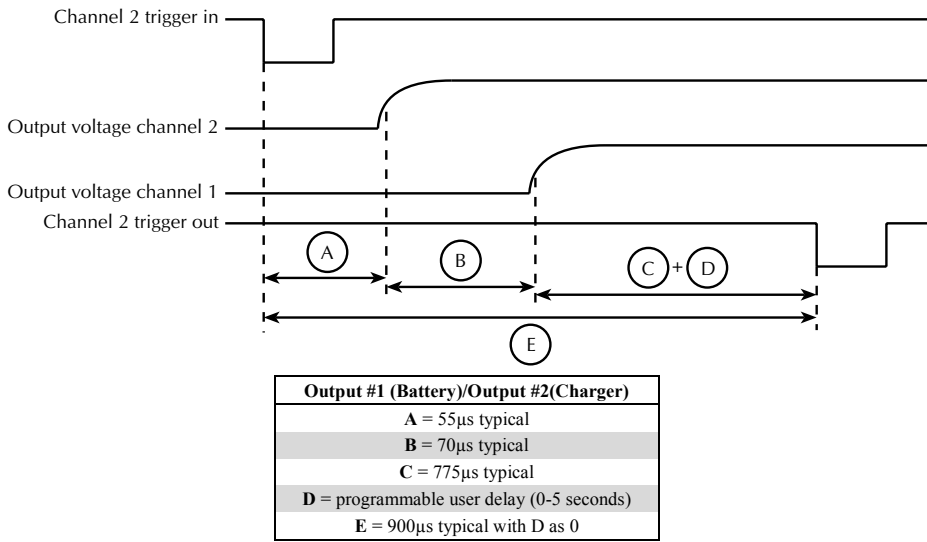 Channel 2 trigger in
Output voltage channel 2
Output voltage channel 1
Channel 2 trigger out
A
B
C + D
E
Output #1 (Battery)/Output #2(Charger)
A = 55µs typical
B = 70µs typical
C = 775µs typical
D = programmable user delay (0-5 seconds)
E = 900µs typical with D as 0